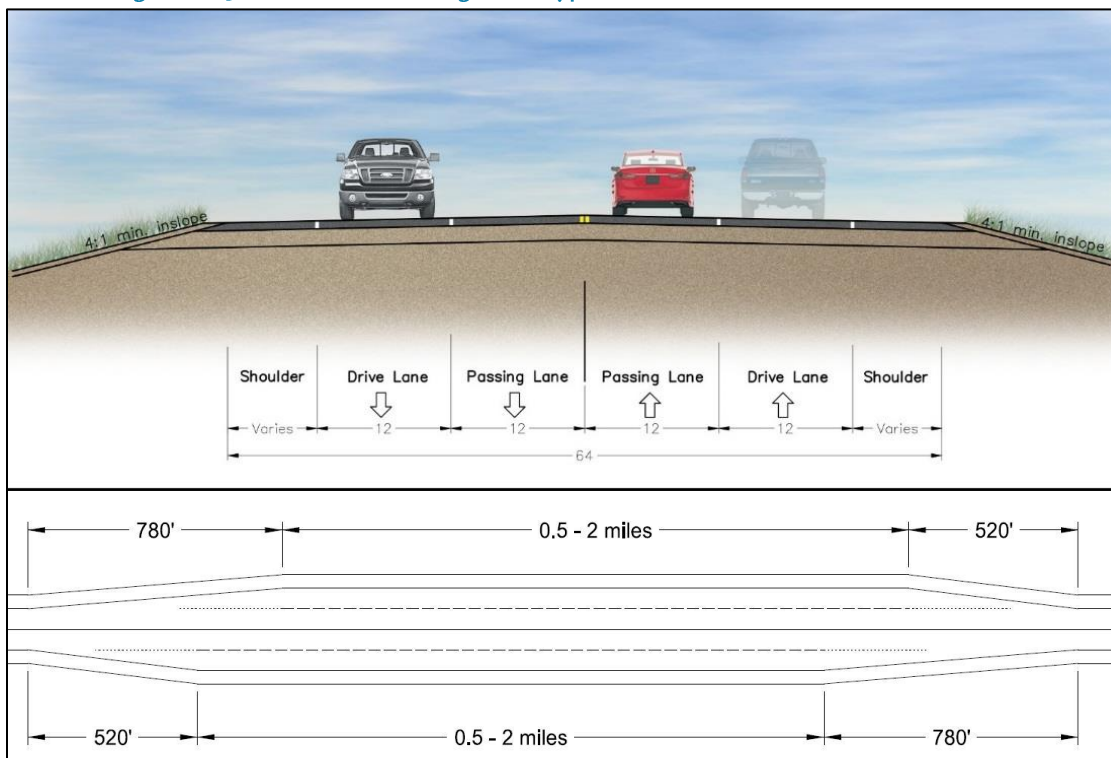 4:1 min. inslope
4:1 min. inslope
Shoulder Drive Lane Passing Lane Passing Lane Drive Lane Shoulder
Varies 12 12 12 12 Varies
64
780' 0.5 - 2 miles 520'
520' 0.5 - 2 miles 780'